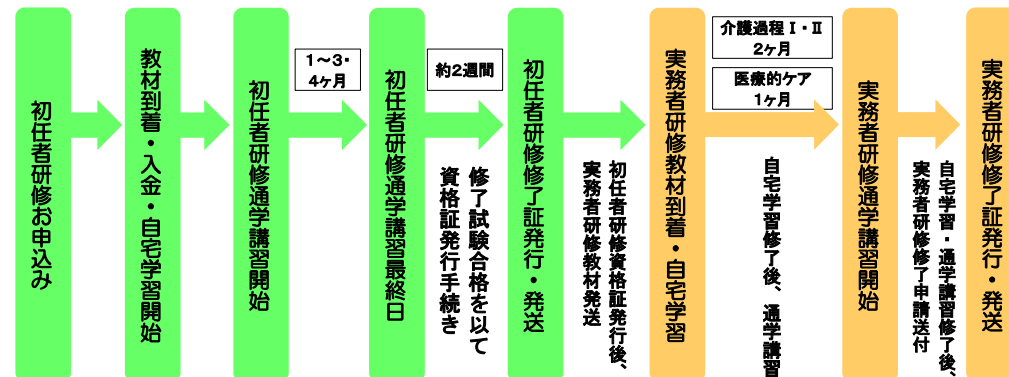 初任者研修お申込み
教材到着・入金・自宅学習開始
初任者研修通学講習開始
1～3・
4ヶ月
初任者研修通学講習最終日
約2週間
修了試験合格を以て
資格証発行手続き
初任者研修修了証発行・発送
初任者研修資格証発行後、
実務者研修教材発送
実務者研修教材到着・自宅学習
介護過程Ⅰ・Ⅱ
2ヶ月
医療的ケア
1ヶ月
自宅学習修了後、通学講習
実務者研修通学講習開始
自宅学習・通学講習修了後、
実務者研修修了申請送付
実務者研修修了証発行・発送